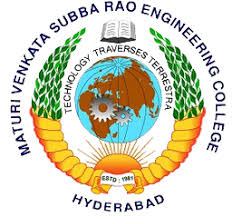 MATURI VENKATA SUBBA RAO ENGINEERING COLLEGE
TECHNOLOGY TRAVERSES TERRESTRA
ESTD : 1981
HYDERABAD